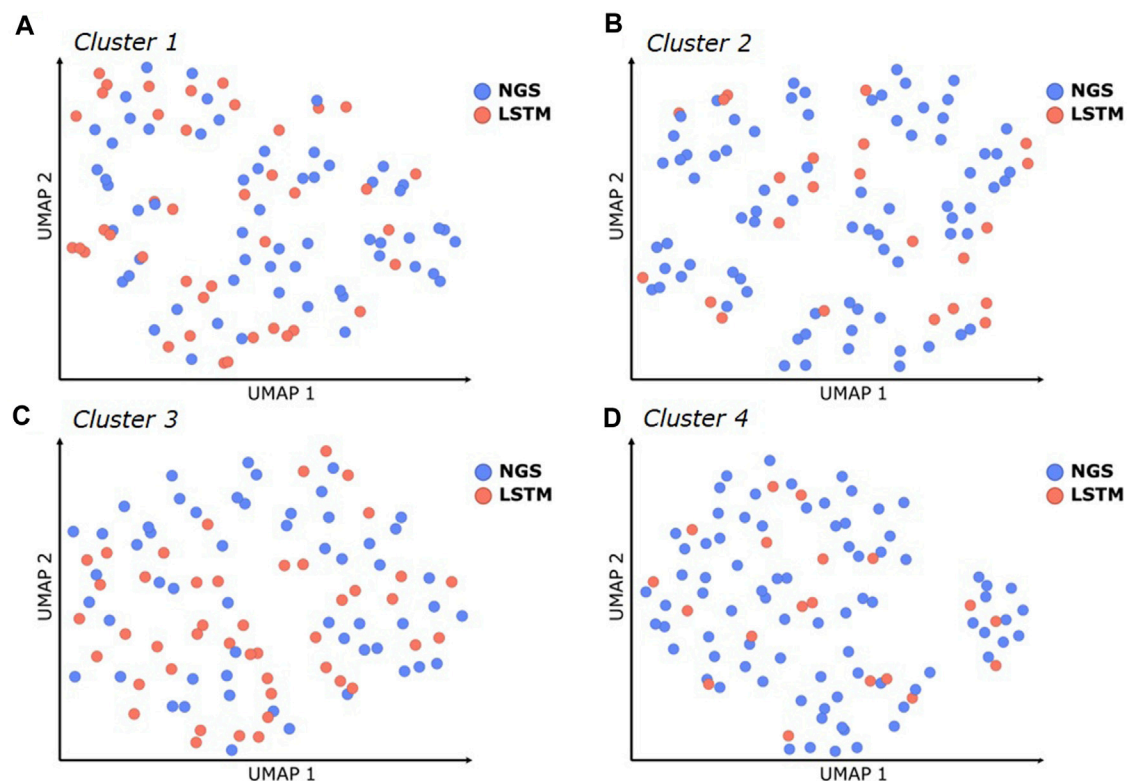 A
Cluster 1
UMAP 2
NGS
LSTM
UMAP 1
B
Cluster 2
UMAP 2
NGS
LSTM
UMAP 1
C
Cluster 3
UMAP 2
NGS
LSTM
UMAP 1
D
Cluster 4
UMAP 2
NGS
LSTM
UMAP 1